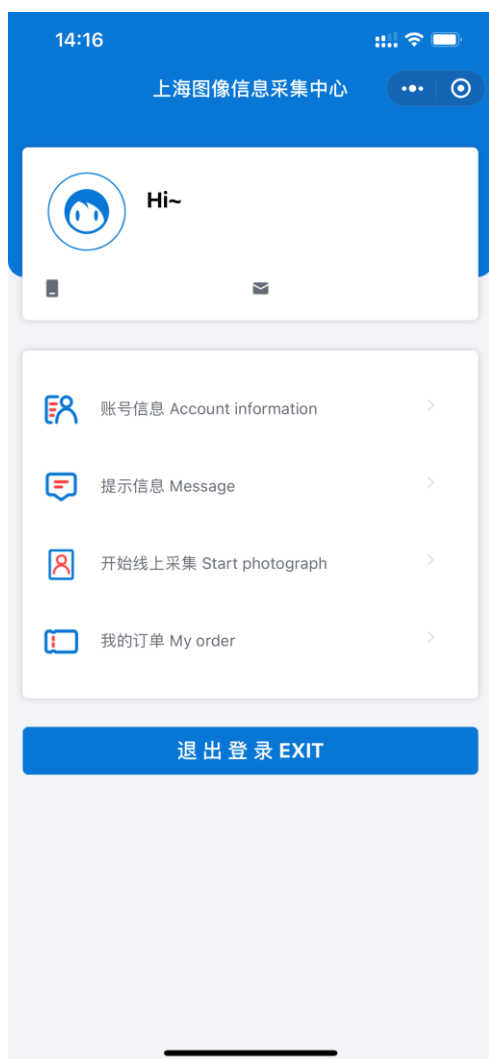 14:16
上海图像信息采集中心
Hi~
账号信息 Account information
提示信息 Message
开始线上采集 Start photograph
我的订单 My order
退出登录 EXIT